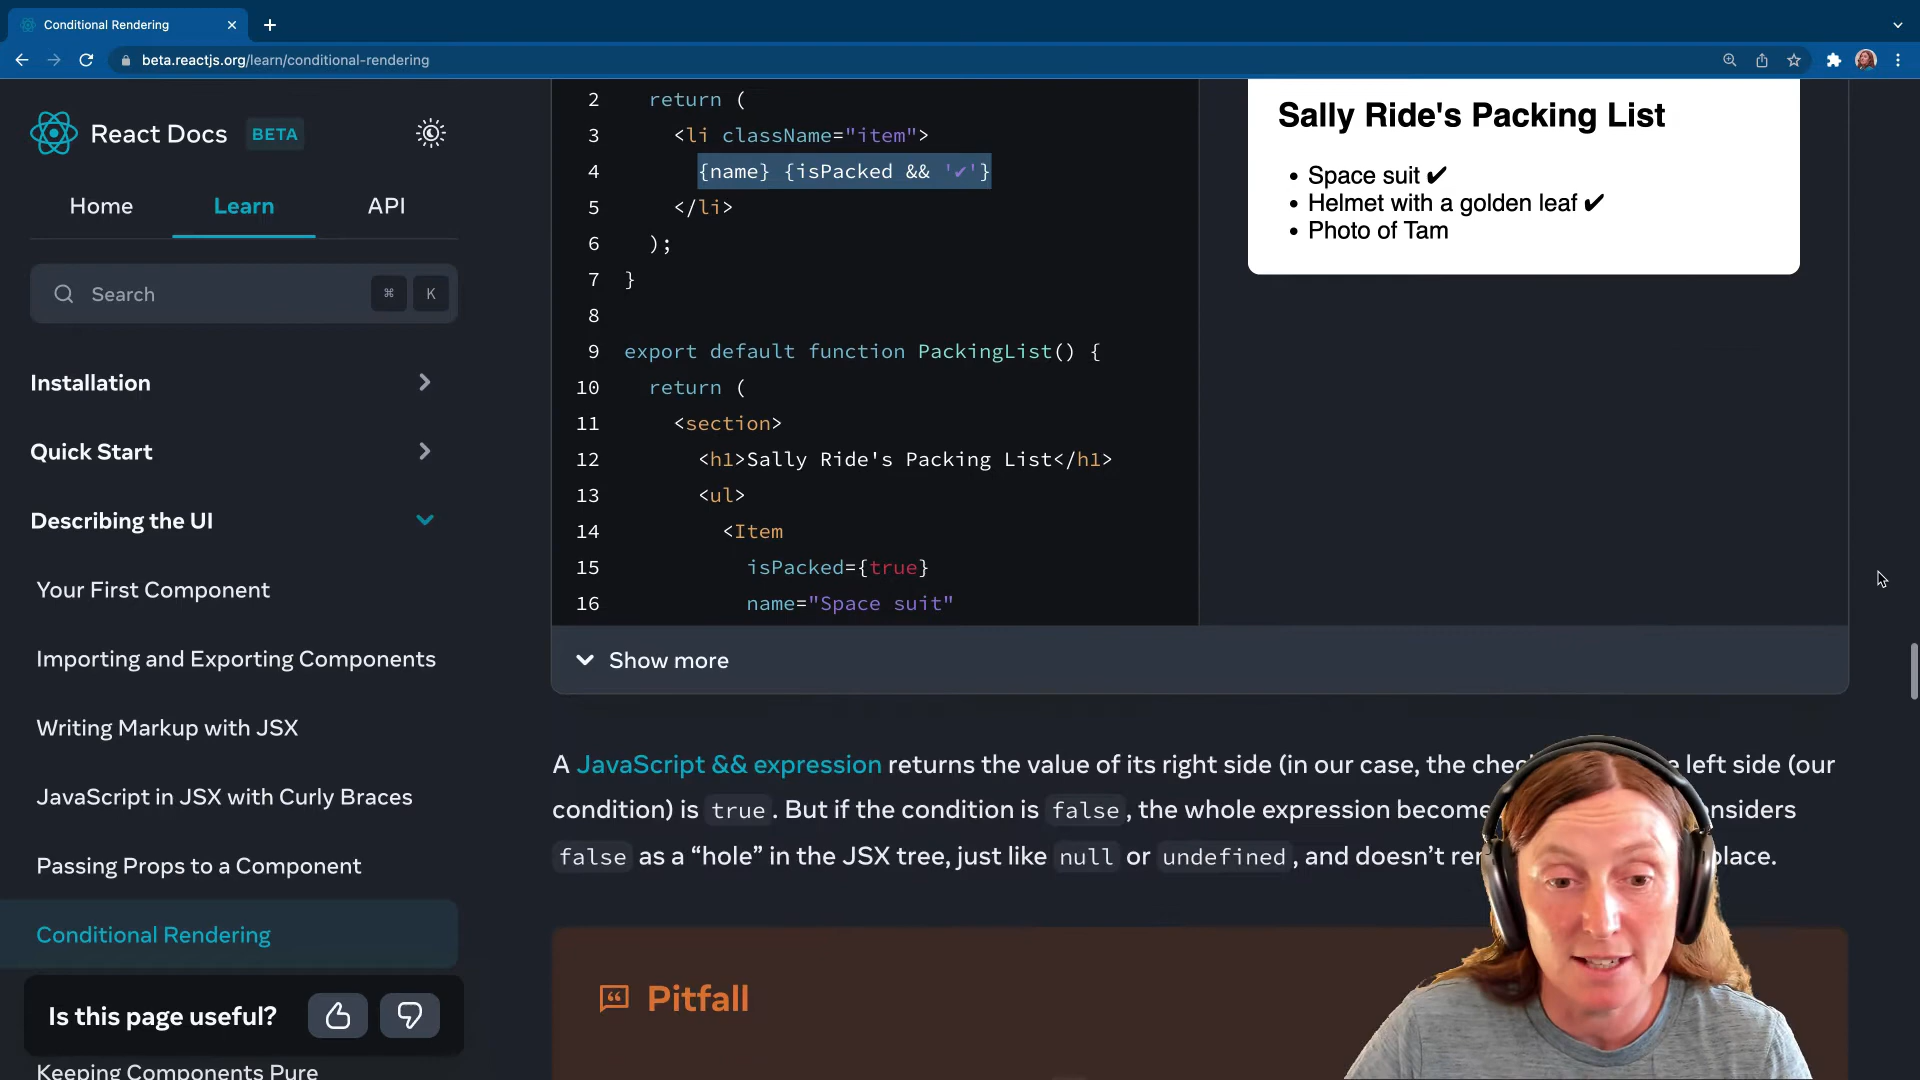 Conditional Rendering
beta.reactjs.org/learn/conditional-rendering
React Docs BETA
Home Learn API
Search ⌘ K
Installation
Quick Start
Describing the UI
Your First Component
Importing and Exporting Components
Writing Markup with JSX
JavaScript in JSX with Curly Braces
Passing Props to a Component
Conditional Rendering
Is this page useful?
Keeping Components Pure
2 return (
3 <li className="item">
4 {name} {isPacked && '✔'}
5 </li>
6 );
7 }
8
9 export default function PackingList() {
10 return (
11 <section>
12 <h1>Sally Ride's Packing List</h1>
13 <ul>
14 <Item
15 isPacked={true}
16 name="Space suit"
Show more
Sally Ride's Packing List
• Space suit ✔
• Helmet with a golden leaf ✔
• Photo of Tam
A JavaScript && expression returns the value of its right side (in our case, the left side (our
condition) is true. But if the condition is false, the whole expression
false as a “hole” in the JSX tree, just like null or undefined, and doesn’t place.
Pitfall